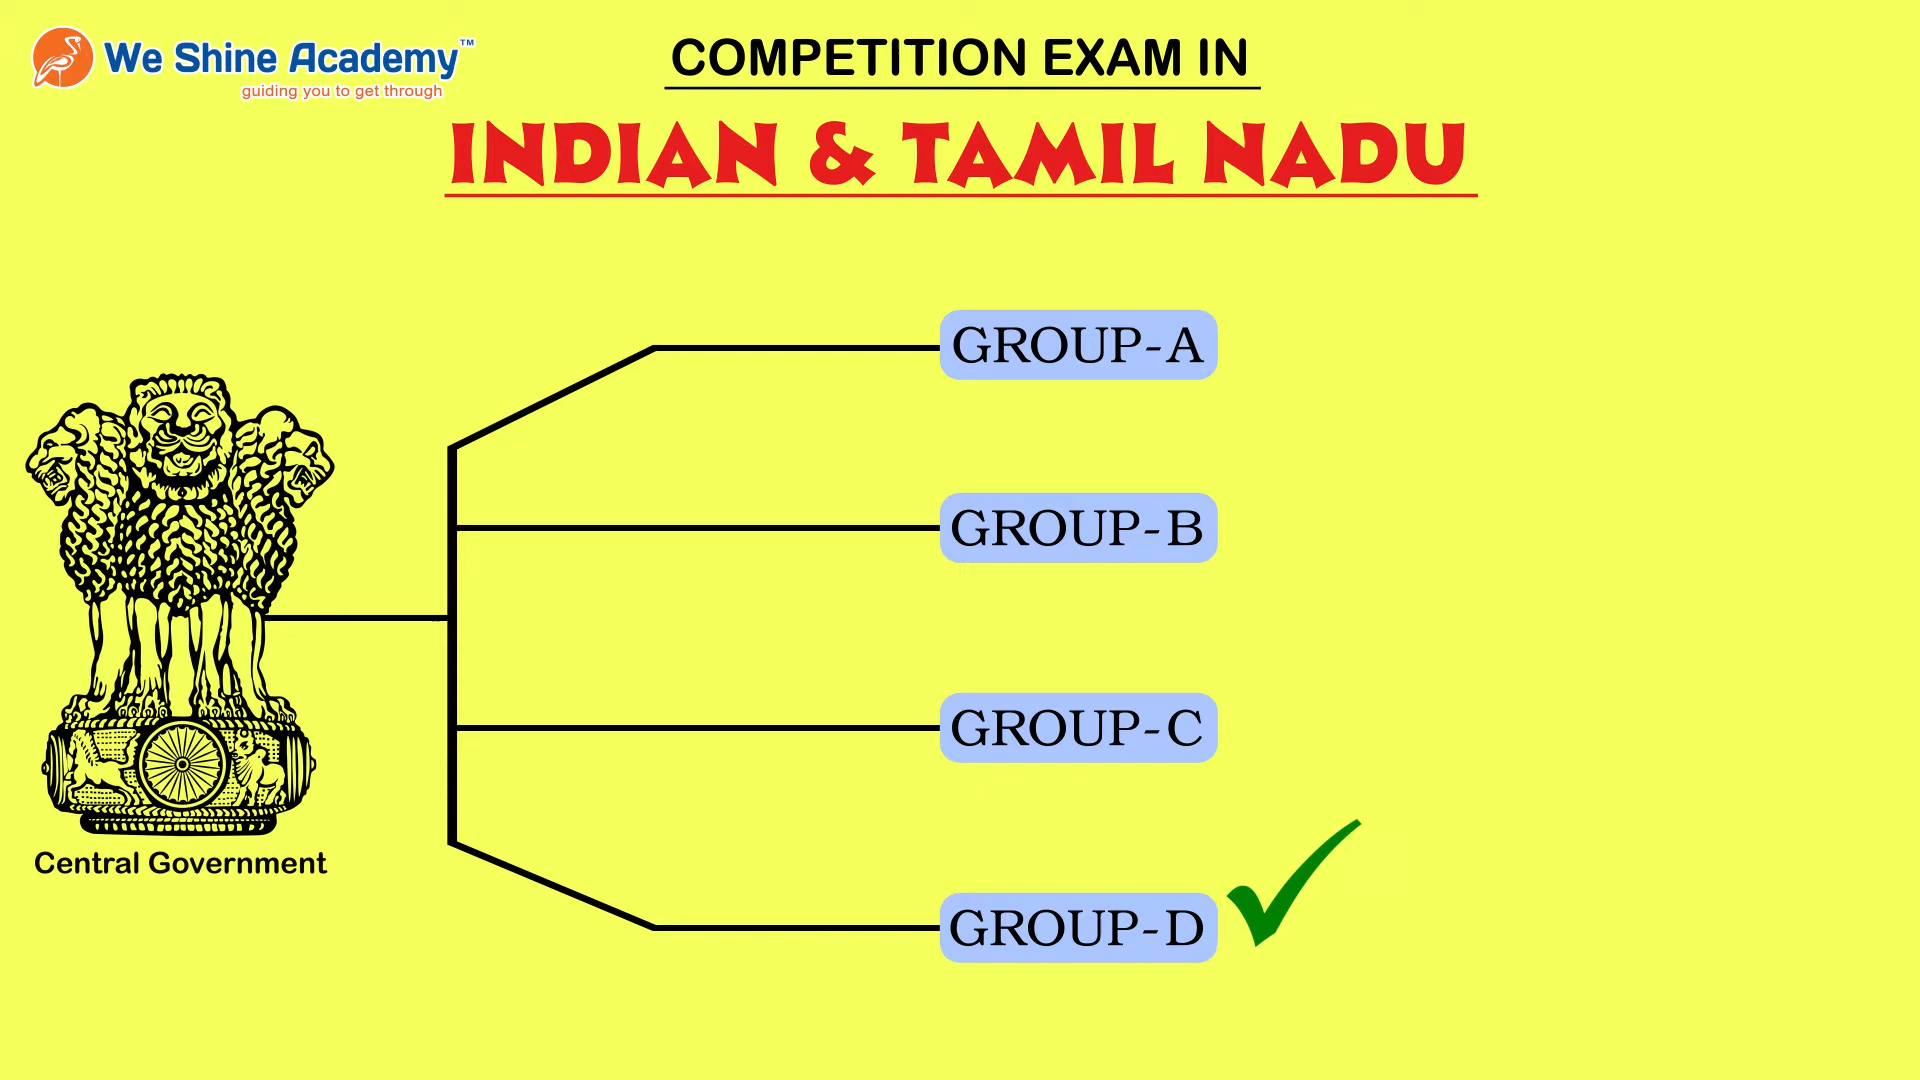 We Shine Academy™
guiding you to get through
COMPETITION EXAM IN
INDIAN & TAMIL NADU
GROUP-A
GROUP-B
GROUP-C
GROUP-D
Central Government